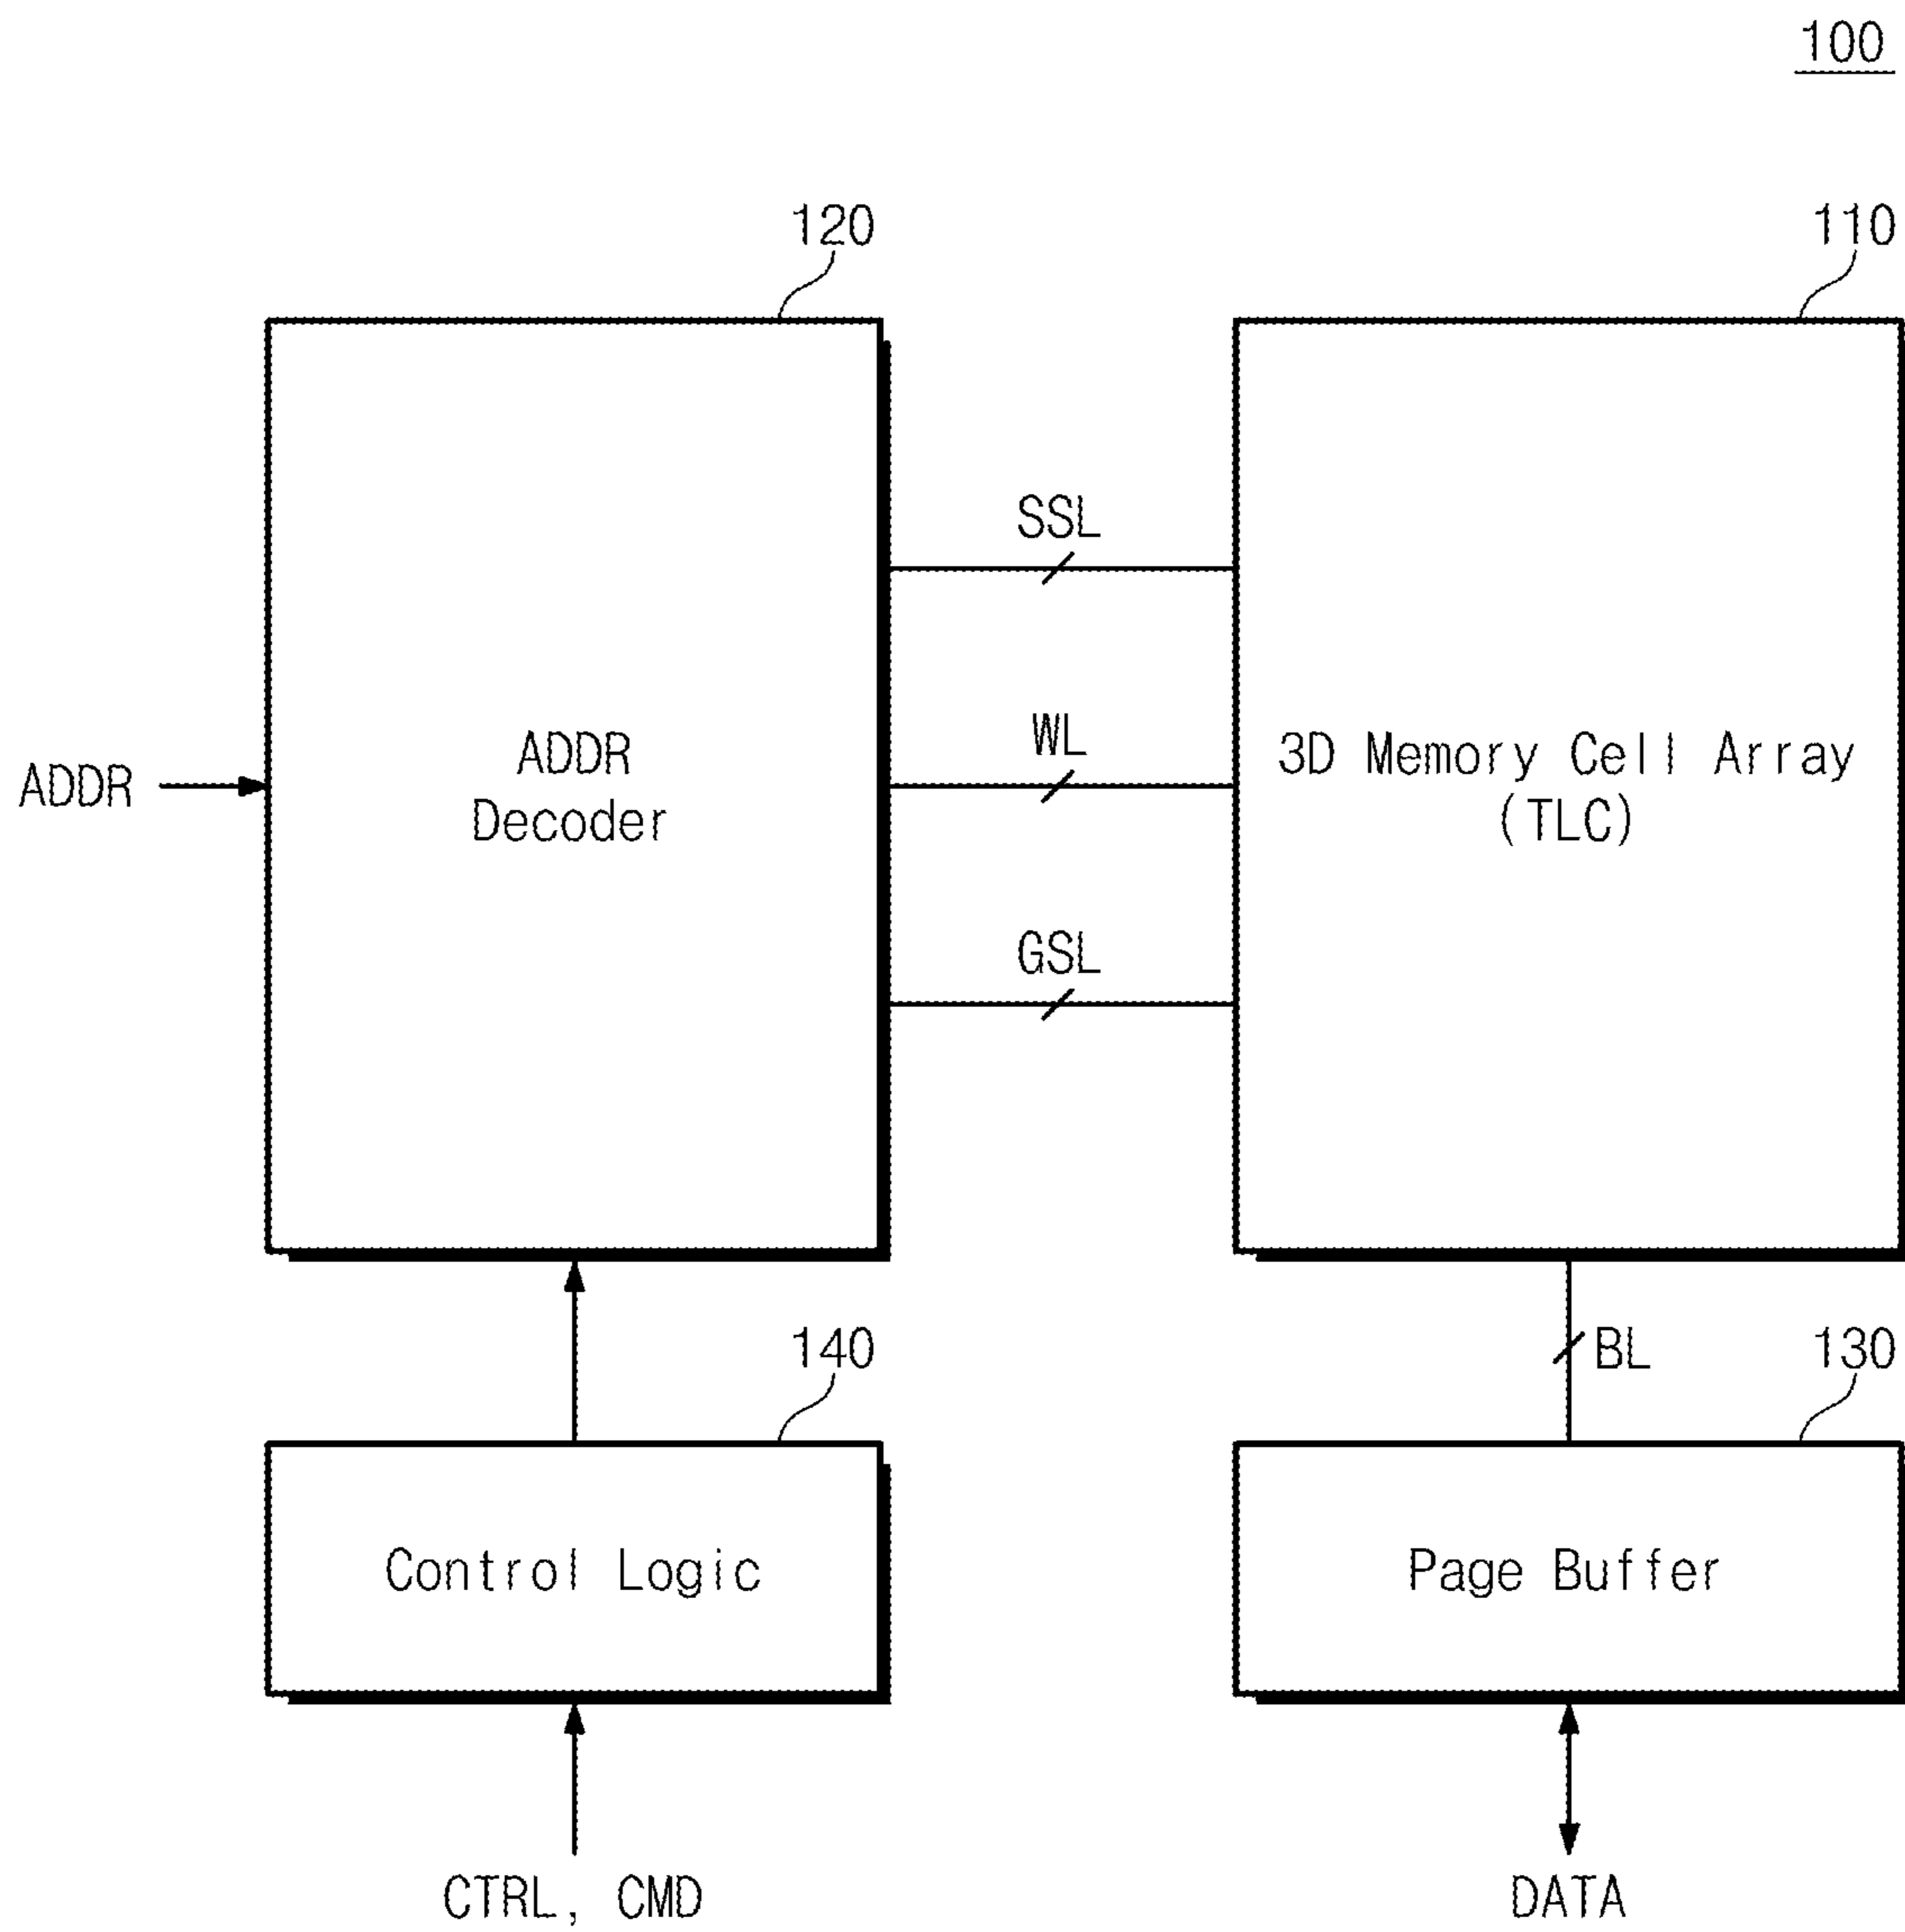 100
120
110
SSL
ADDR
Decoder
WL
3D Memory Cell Array
(TLC)
ADDR
GSL
140
BL
130
Control Logic
Page Buffer
CTRL, CMD
DATA